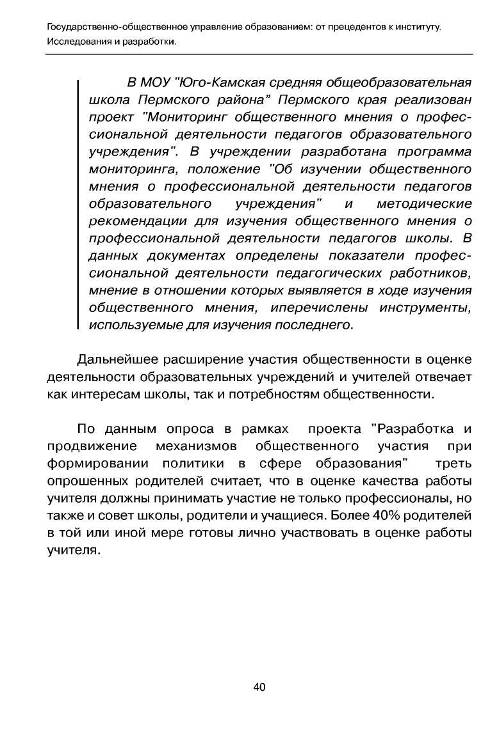 Государственно-общественное управление образованием: от прецедентов к институту.
Исследования и разработки.
В МОУ "Юго-Камская средняя общеобразовательная
школа Пермского района" Пермского края реализован
проект "Мониторинг общественного мнения о профес-
сиональной деятельности педагогов образовательного
учреждения". В учреждении разработана программа
мониторинга, положение "Об изучении общественного
мнения о профессиональной деятельности педагогов
образовательного учреждения" и методические
рекомендации для изучения общественного мнения о
профессиональной деятельности педагогов школы. В
данных документах определены показатели профес-
сиональной деятельности педагогических работников,
мнение в отношении которых выявляется в ходе изучения
общественного мнения, иперечислены инструменты,
используемые для изучения последнего.
Дальнейшее расширение участия общественности в оценке
деятельности образовательных учреждений и учителей отвечает
как интересам школы, так и потребностям общественности.
По данным опроса в рамках проекта "Разработка и
продвижение механизмов общественного участия при
формировании политики в сфере образования" треть
опрошенных родителей считает, что в оценке качества работы
учителя должны принимать участие не только профессионалы, но
также и совет школы, родители и учащиеся. Более 40% родителей
в той или иной мере готовы лично участвовать в оценке работы
учителя.
40